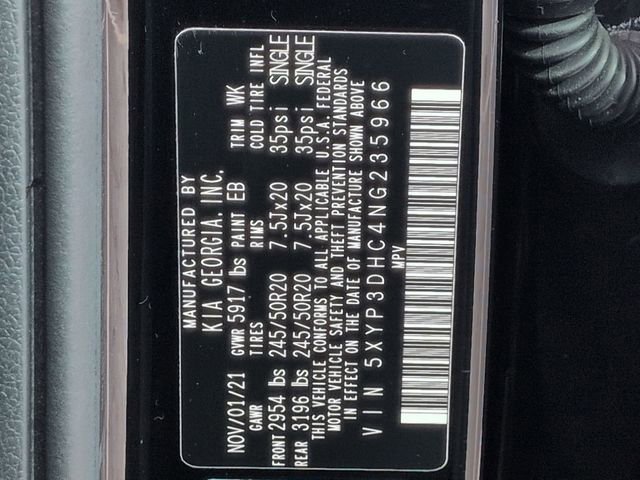 MANUFACTURED BY
KIA GEORGIA, INC.
NOV/01/21 GVWR 5917 lbs PAINT EB TRIM WK
GAWR TIRES RIMS COLD TIRE INFL
FRONT 2954 lbs 245/50R20 7.5Jx20 35psi SINGLE
REAR 3196 lbs 245/50R20 7.5Jx20 35psi SINGLE
THIS VEHICLE CONFORMS TO ALL APPLICABLE U.S.A. FEDERAL
MOTOR VEHICLE SAFETY AND THEFT PREVENTION STANDARDS
IN EFFECT ON THE DATE OF MANUFACTURE SHOWN ABOVE
VIN 5XYP3DHC4NG235966
MPV